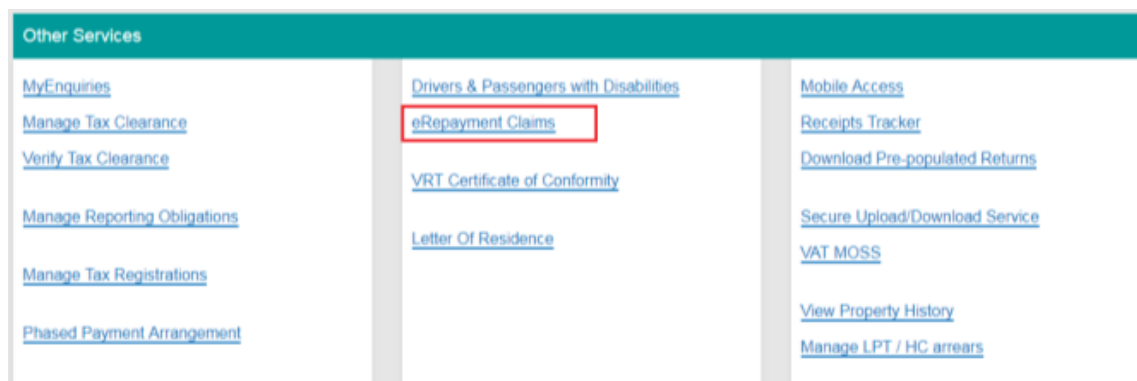 Other Services
MyEnquiries
Manage Tax Clearance
Verify Tax Clearance
Manage Reporting Obligations
Manage Tax Registrations
Phased Payment Arrangement
Drivers & Passengers with Disabilities
eRepayment Claims
VRT Certificate of Conformity
Letter Of Residence
Mobile Access
Receipts Tracker
Download Pre-populated Returns
Secure Upload/Download Service
VAT MOSS
View Property History
Manage LPT / HC arrears